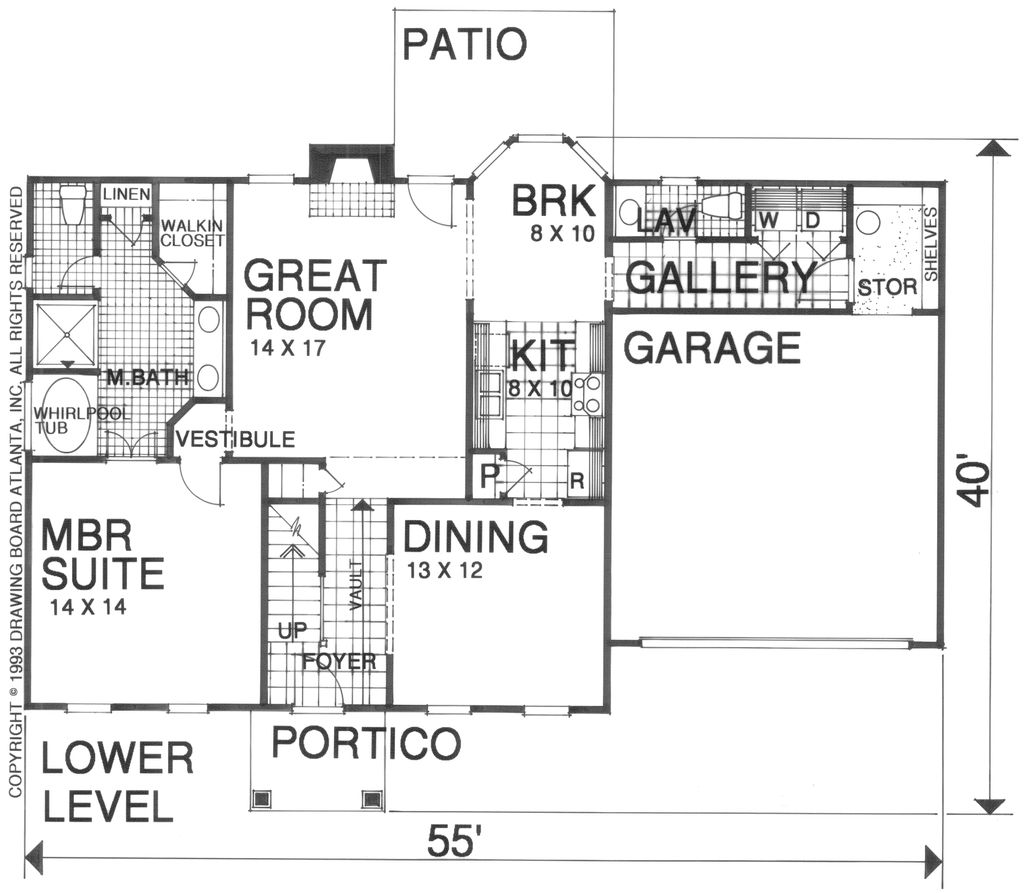 PATIO
LINEN
WALKIN
CLOSET
GREAT
ROOM
14 X 17
BRK
8 X 10
LAV
W
D
GALLERY
STOR
SHELVES
KIT
8 X 10
GARAGE
M.BATH
WHIRLPOOL
TUB
VESTIBULE
P
R
MBR
SUITE
14 X 14
DINING
13 X 12
VAULT
UP
FOYER
40'
PORTICO
LOWER
LEVEL
55'
COPYRIGHT © 1993 DRAWING BOARD ATLANTA, INC. ALL RIGHTS RESERVED